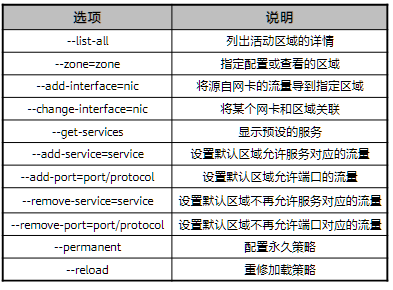 选项 说明
--list-all 列出活动区域的详情
--zone=zone 指定配置或查看的区域
--add-interface=nic 将源自网卡的流量导到指定区域
--change-interface=nic 将某个网卡和区域关联
--get-services 显示预设的服务
--add-service=service 设置默认区域允许服务对应的流量
--add-port=port/protocol 设置默认区域允许端口的流量
--remove-service=service 设置默认区域不再允许服务对应的流量
--remove-port=port/protocol 设置默认区域不再允许端口对应的流量
--permanent 配置永久策略
--reload 重修加载策略